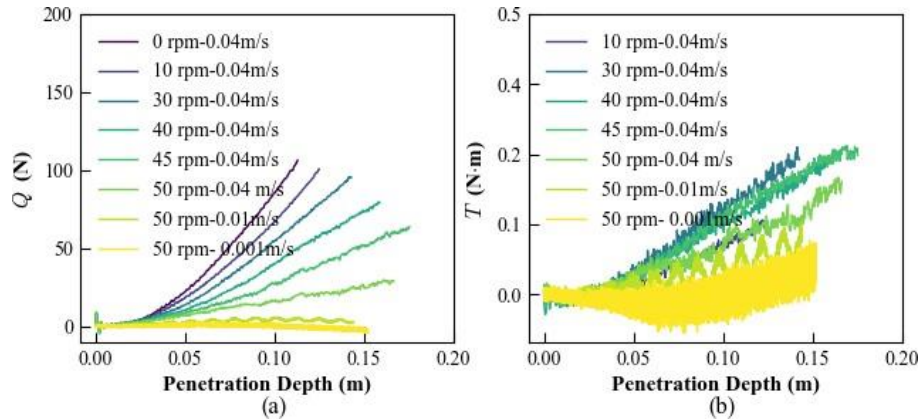 200
150
100
50
0
Q (N)
0 rpm-0.04m/s
10 rpm-0.04m/s
30 rpm-0.04m/s
40 rpm-0.04m/s
45 rpm-0.04m/s
50 rpm-0.04 m/s
50 rpm-0.01m/s
50 rpm- 0.001m/s
0.00 0.05 0.10 0.15 0.20
Penetration Depth (m)
(a)
0.5
0.4
0.2
0.1
0.0
T (N·m)
10 rpm-0.04m/s
30 rpm-0.04m/s
40 rpm-0.04m/s
45 rpm-0.04m/s
50 rpm-0.04 m/s
50 rpm-0.01m/s
50 rpm- 0.001m/s
0.00 0.05 0.10 0.15 0.20
Penetration Depth (m)
(b)